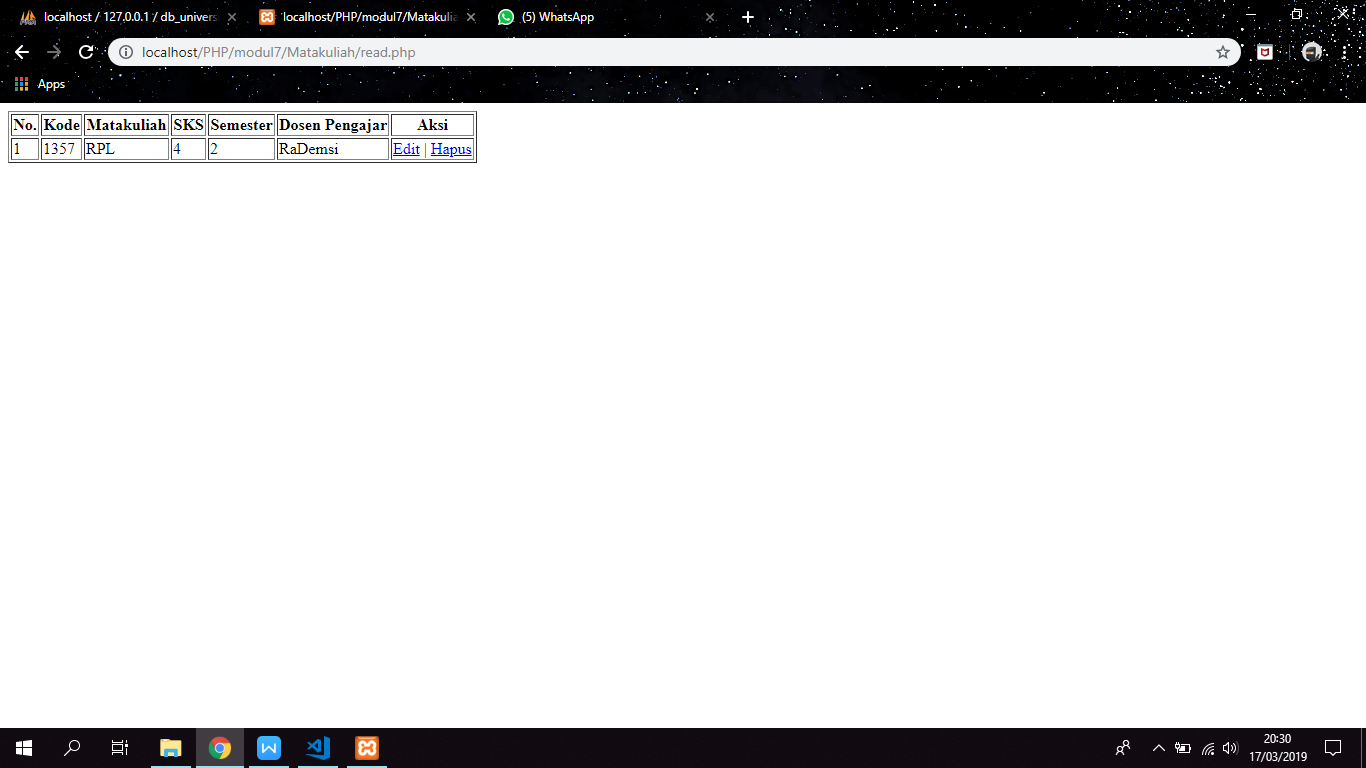 localhost / 127.0.0.1 / db_univers
localhost/PHP/modul7/Matakulia
(5) WhatsApp
localhost/PHP/modul7/Matakuliah/read.php
Apps
No. Kode Matakuliah SKS Semester Dosen Pengajar Aksi
1 1357 RPL 4 2 RaDemsi Edit | Hapus
20:30
17/03/2019